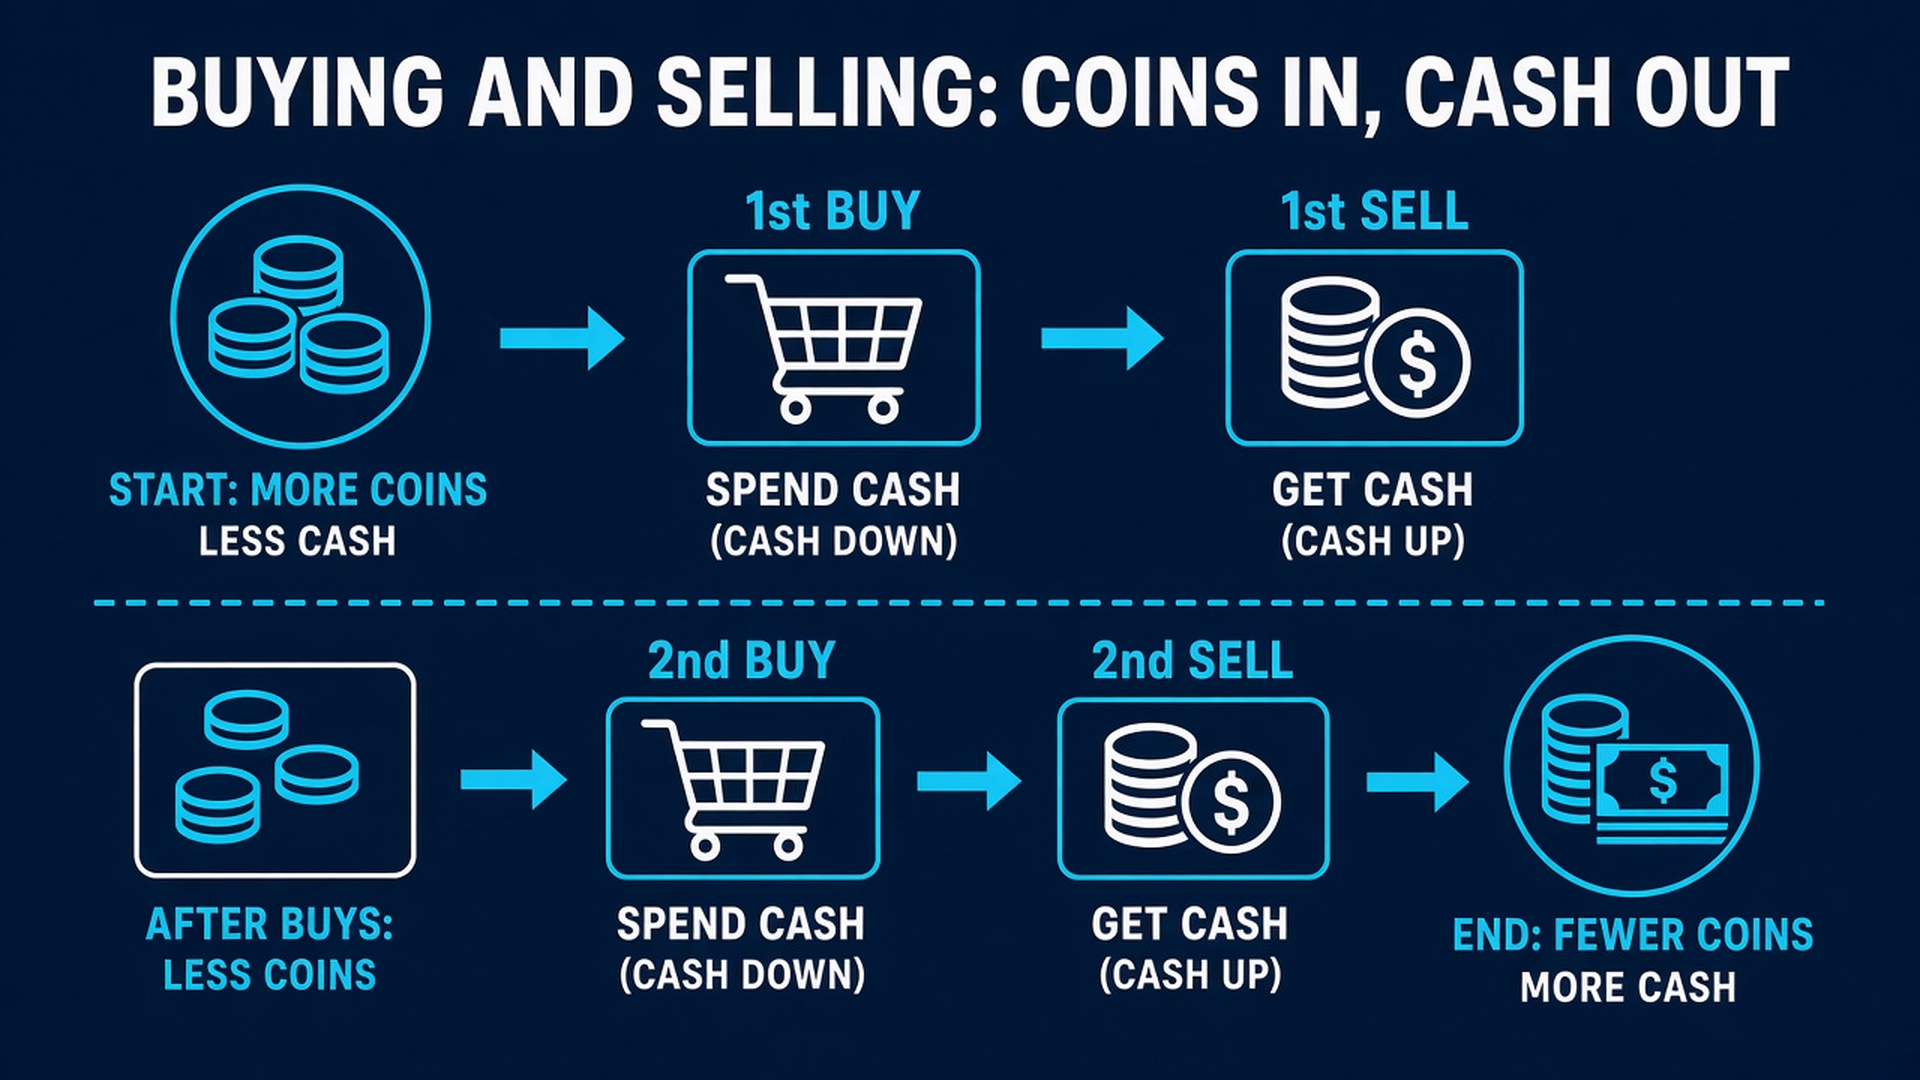 BUYING AND SELLING: COINS IN, CASH OUT
1st BUY
1st SELL
$
START: MORE COINS
LESS CASH
SPEND CASH
(CASH DOWN)
GET CASH
(CASH UP)
2nd BUY
2nd SELL
$
$
AFTER BUYS:
LESS COINS
SPEND CASH
(CASH DOWN)
GET CASH
(CASH UP)
END: FEWER COINS
MORE CASH